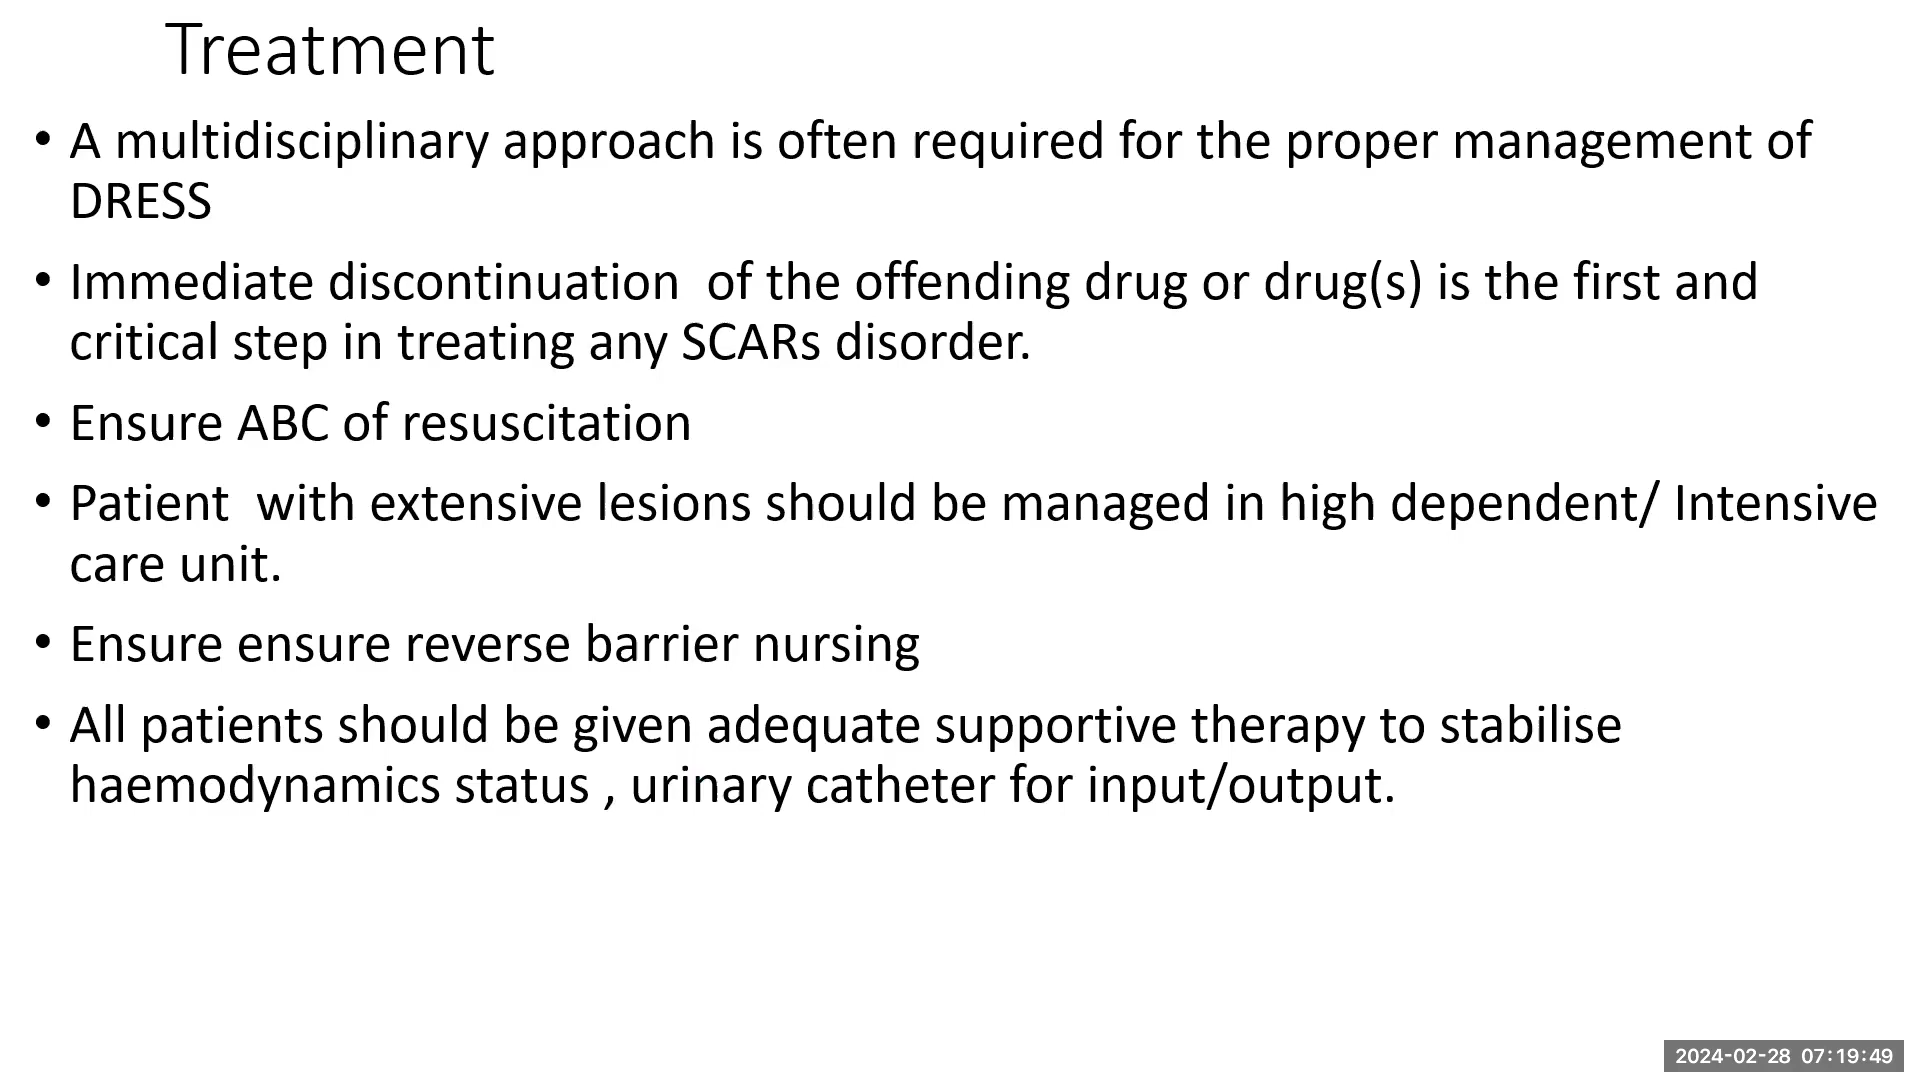 Treatment
• A multidisciplinary approach is often required for the proper management of
DRESS
• Immediate discontinuation  of the offending drug or drug(s) is the first and
critical step in treating any SCARs disorder.
• Ensure ABC of resuscitation
• Patient  with extensive lesions should be managed in high dependent/ Intensive
care unit.
• Ensure ensure reverse barrier nursing
• All patients should be given adequate supportive therapy to stabilise
haemodynamics status , urinary catheter for input/output.
2024-02-28 07:19:49